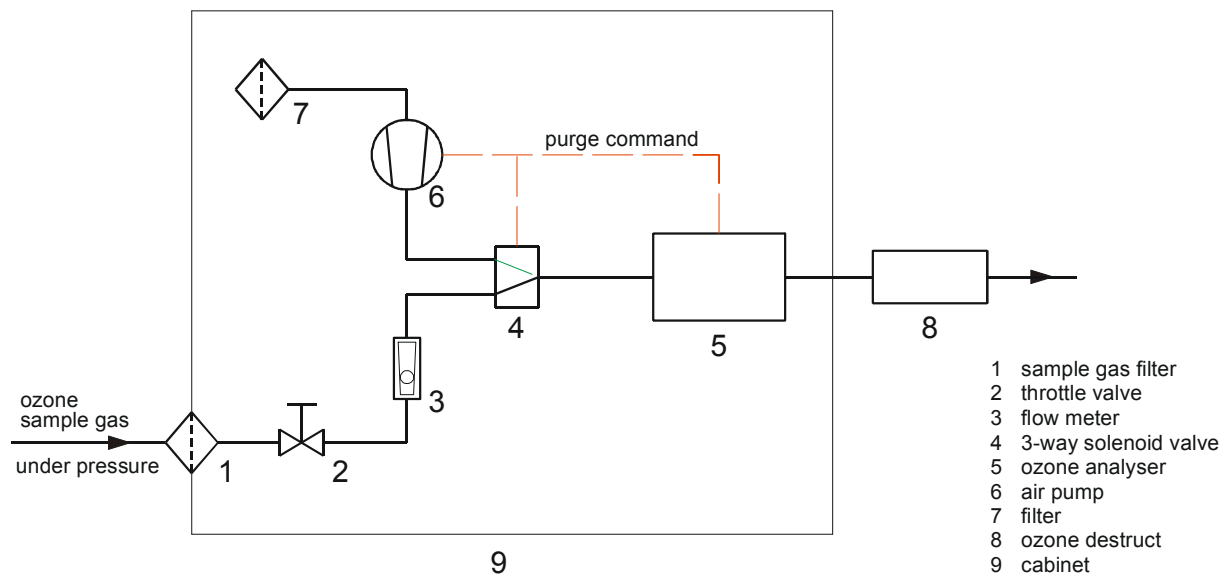 7
purge command
6
4
5
8
3
ozone
sample gas
under pressure
1
2
9
1 sample gas filter
2 throttle valve
3 flow meter
4 3-way solenoid valve
5 ozone analyser
6 air pump
7 filter
8 ozone destruct
9 cabinet